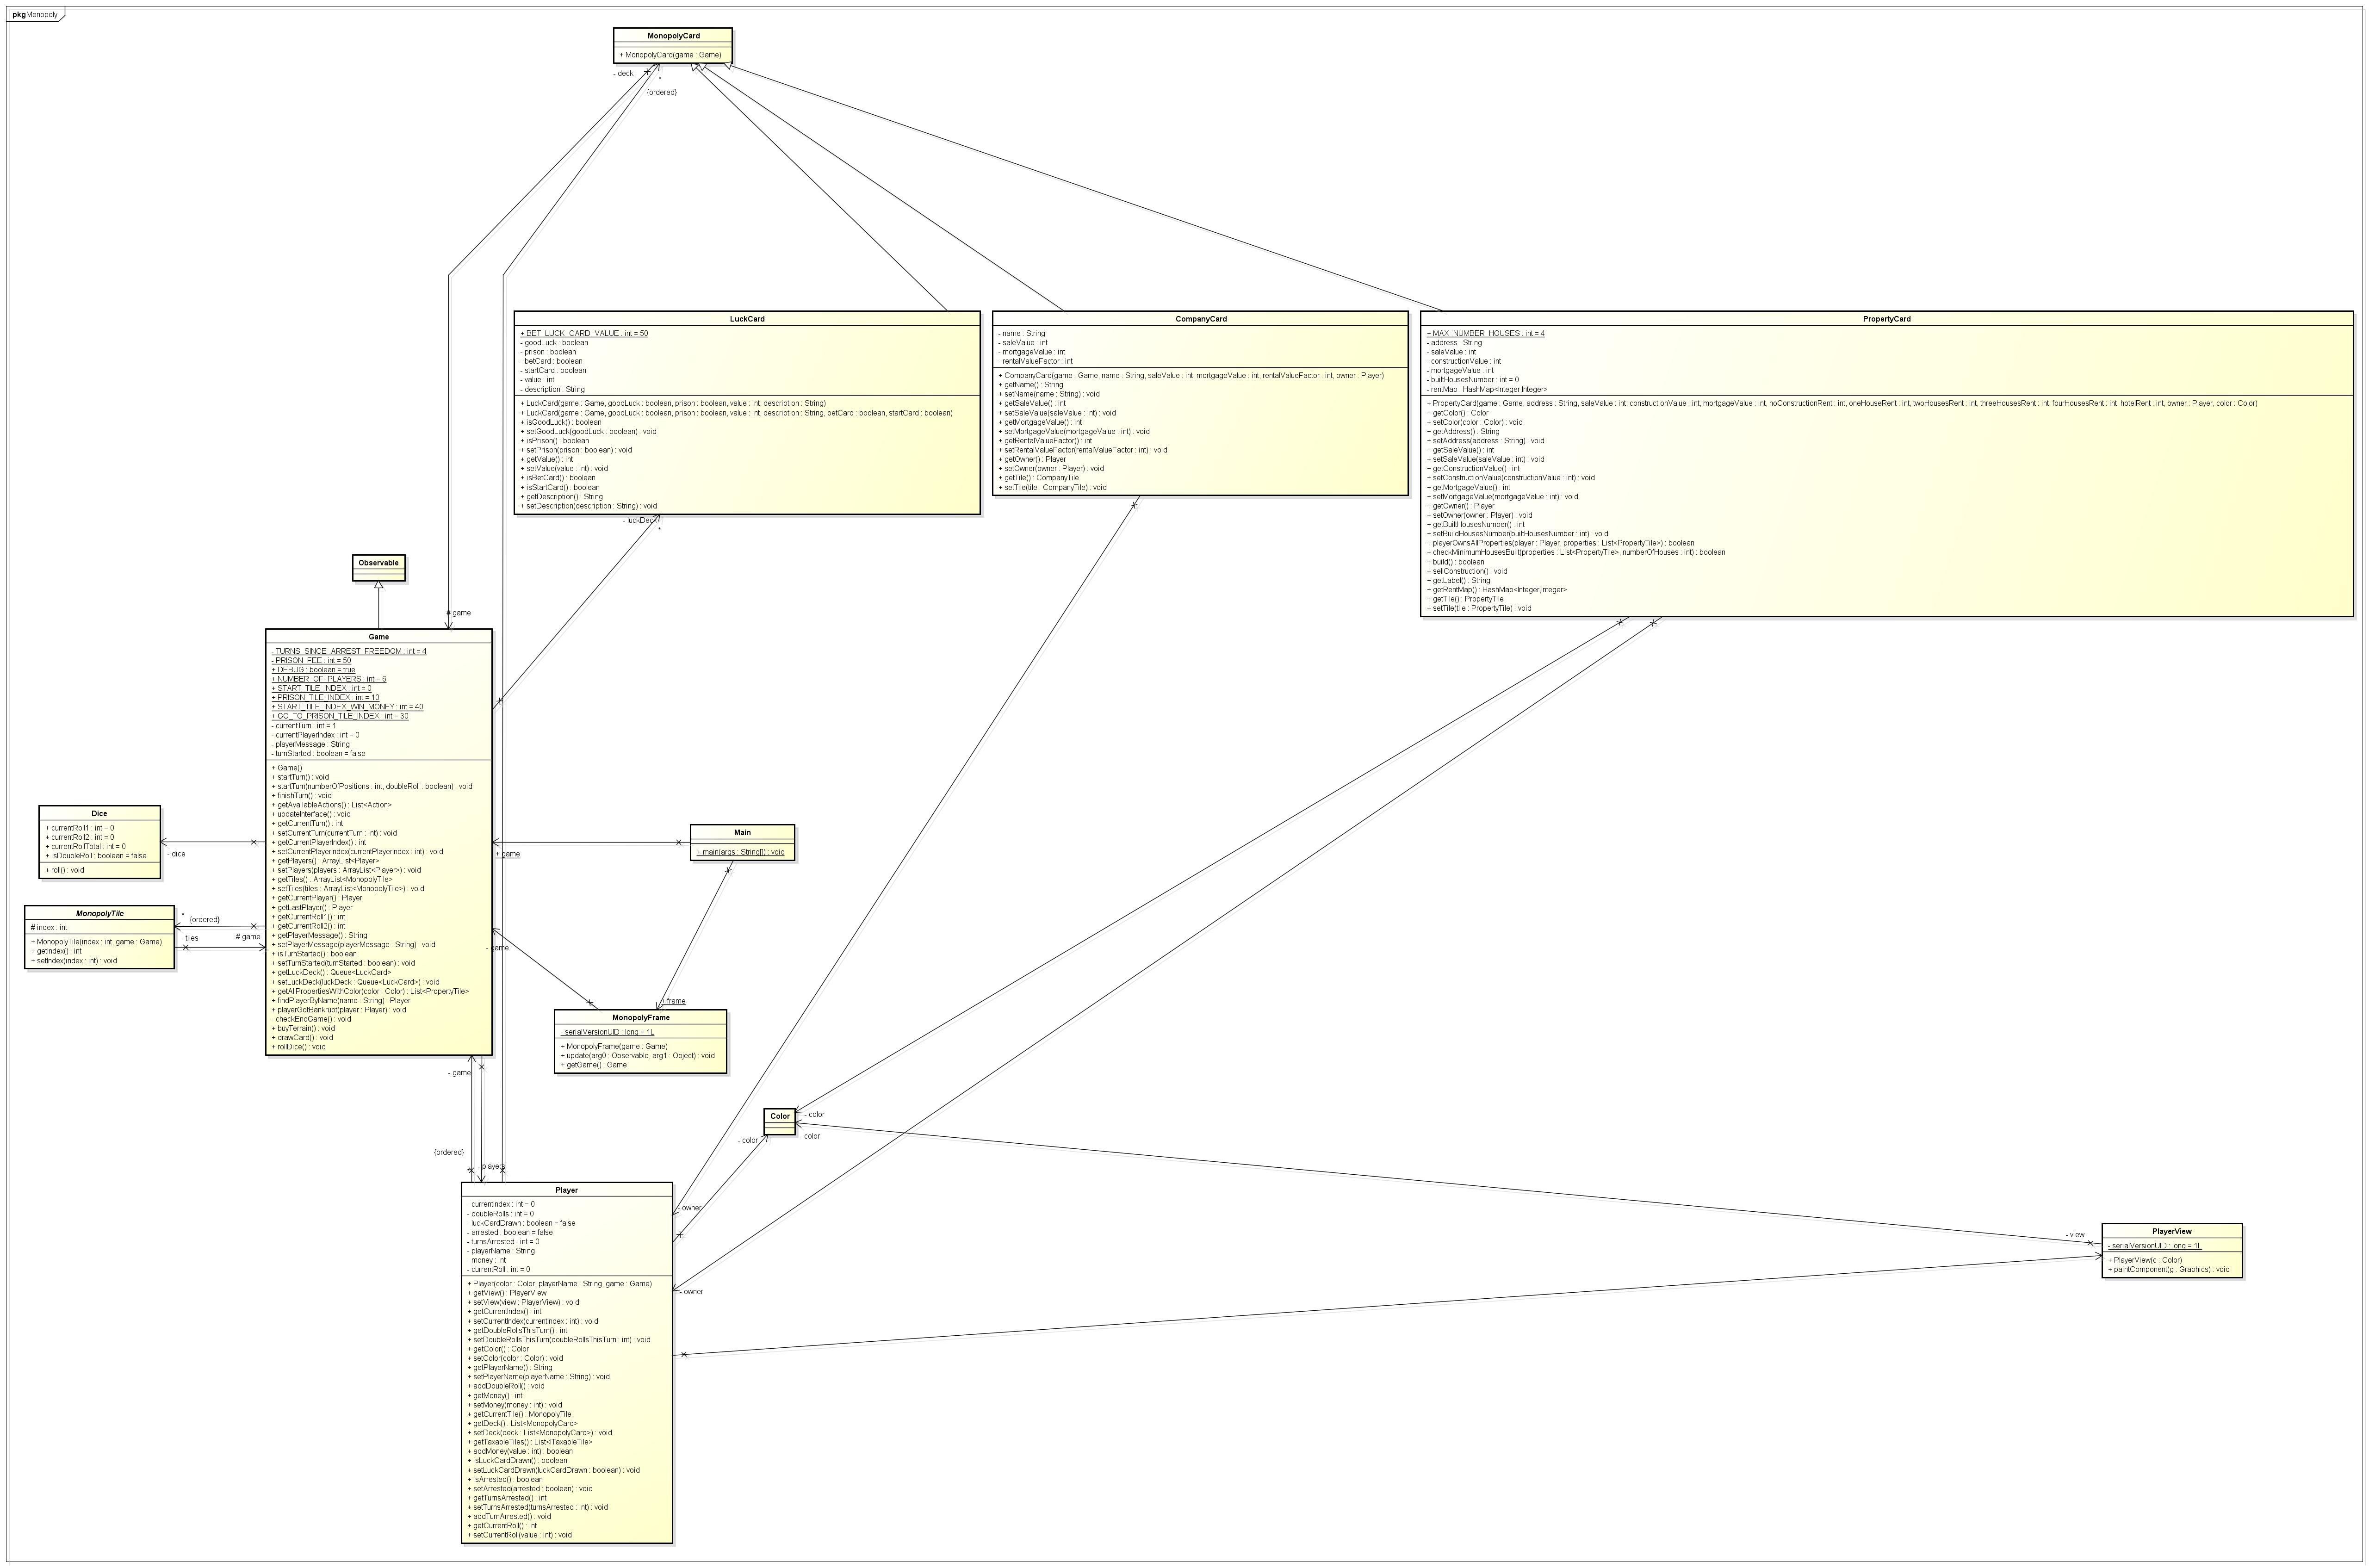 pkg Monopoly
MonopolyCard
+ MonopolyCard(game : Game)
- deck
*
{ordered}
LuckCard
+ BET_LUCK_CARD_VALUE : int = 50
- goodLuck : boolean
- prison : boolean
- betCard : boolean
- startCard : boolean
- value : int
- description : String
+ LuckCard(game : Game, goodLuck : boolean, prison : boolean, value : int, description : String)
+ LuckCard(game : Game, goodLuck : boolean, prison : boolean, value : int, description : String, betCard : boolean, startCard : boolean)
+ isGoodLuck() : boolean
+ setGoodLuck(goodLuck : boolean) : void
+ isPrison() : boolean
+ setPrison(prison : boolean) : void
+ getValue() : int
+ setValue(value : int) : void
+ isBetCard() : boolean
+ isStartCard() : boolean
+ getDescription() : String
+ setDescription(description : String) : void
- luckDeck
*
CompanyCard
- name : String
- saleValue : int
- mortgageValue : int
- rentalValueFactor : int
+ CompanyCard(game : Game, name : String, saleValue : int, mortgageValue : int, rentalValueFactor : int, owner : Player)
+ getName() : String
+ setName(name : String) : void
+ getSaleValue() : int
+ setSaleValue(saleValue : int) : void
+ getMortgageValue() : int
+ setMortgageValue(mortgageValue : int) : void
+ getRentalValueFactor() : int
+ setRentalValueFactor(rentalValueFactor : int) : void
+ getOwner() : Player
+ setOwner(owner : Player) : void
+ getTile() : CompanyTile
+ setTile(tile : CompanyTile) : void
PropertyCard
+ MAX_NUMBER_HOUSES : int = 4
- address : String
- saleValue : int
- constructionValue : int
- mortgageValue : int
- builtHousesNumber : int = 0
- rentMap : HashMap<Integer,Integer>
+ PropertyCard(game : Game, address : String, saleValue : int, constructionValue : int, mortgageValue : int, noConstructionRent : int, oneHouseRent : int, twoHousesRent : int, threeHousesRent : int, fourHousesRent : int, hotelRent : int, owner : Player, color : Color)
+ getColor() : Color
+ setColor(color : Color) : void
+ getAddress() : String
+ setAddress(address : String) : void
+ getSaleValue() : int
+ setSaleValue(saleValue : int) : void
+ getConstructionValue() : int
+ setConstructionValue(constructionValue : int) : void
+ getMortgageValue() : int
+ setMortgageValue(mortgageValue : int) : void
+ getOwner() : Player
+ setOwner(owner : Player) : void
+ getBuiltHousesNumber() : int
+ setBuildHousesNumber(builtHousesNumber : int) : void
+ playerOwnsAllProperties(player : Player, properties : List<PropertyTile>) : boolean
+ checkMinimumHousesBuilt(properties : List<PropertyTile>, numberOfHouses : int) : boolean
+ build() : boolean
+ sellConstruction() : void
+ getLabel() : String
+ getRentMap() : HashMap<Integer,Integer>
+ getTile() : PropertyTile
+ setTile(tile : PropertyTile) : void
Observable
# game
Game
- TURNS_SINCE_ARREST_FREEDOM : int = 4
- PRISON_FEE : int = 50
+ DEBUG : boolean = true
+ NUMBER_OF_PLAYERS : int = 6
+ START_TILE_INDEX : int = 0
+ PRISON_TILE_INDEX : int = 10
+ START_TILE_INDEX_WIN_MONEY : int = 40
+ GO_TO_PRISON_TILE_INDEX : int = 30
- currentTurn : int = 1
- currentPlayerIndex : int = 0
- playerMessage : String
- turnStarted : boolean = false
+ Game()
+ startTurn() : void
+ startTurn(numberOfPositions : int, doubleRoll : boolean) : void
+ finishTurn() : void
+ getAvailableActions() : List<Action>
+ updateInterface() : void
+ getCurrentTurn() : int
+ setCurrentTurn(currentTurn : int) : void
+ getCurrentPlayerIndex() : int
+ setCurrentPlayerIndex(currentPlayerIndex : int) : void
+ getPlayers() : ArrayList<Player>
+ setPlayers(players : ArrayList<Player>) : void
+ getTiles() : ArrayList<MonopolyTile>
+ setTiles(tiles : ArrayList<MonopolyTile>) : void
+ getCurrentPlayer() : Player
+ getLastPlayer() : Player
+ getCurrentRoll1() : int
+ getCurrentRoll2() : int
+ getPlayerMessage() : String
+ setPlayerMessage(playerMessage : String) : void
+ isTurnStarted() : boolean
+ setTurnStarted(turnStarted : boolean) : void
+ getLuckDeck() : Queue<LuckCard>
+ setLuckDeck(luckDeck : Queue<LuckCard>) : void
+ getAllPropertiesWithColor(color : Color) : List<PropertyTile>
+ findPlayerByName(name : String) : Player
+ playerGotBankrupt(player : Player) : void
- checkEndGame() : void
+ buyTerrain() : void
+ drawCard() : void
+ rollDice() : void
Dice
+ currentRoll1 : int = 0
+ currentRoll2 : int = 0
+ currentRollTotal : int = 0
+ isDoubleRoll : boolean = false
+ roll() : void
- dice
MonopolyTile
# index : int
+ MonopolyTile(index : int, game : Game)
+ getIndex() : int
+ setIndex(index : int) : void
*
{ordered}
- tiles
# game
Main
+ main(args : String[]) : void
+ game
+ frame
- game
MonopolyFrame
- serialVersionUID : long = 1L
+ MonopolyFrame(game : Game)
+ update(arg0 : Observable, arg1 : Object) : void
+ getGame() : Game
- game
{ordered}
*
- players
Color
- color
- color
- color
- owner
- owner
Player
- currentIndex : int = 0
- doubleRolls : int = 0
- luckCardDrawn : boolean = false
- arrested : boolean = false
- turnsArrested : int = 0
- playerName : String
- money : int
- currentRoll : int = 0
+ Player(color : Color, playerName : String, game : Game)
+ getView() : PlayerView
+ setView(view : PlayerView) : void
+ getCurrentIndex() : int
+ setCurrentIndex(currentIndex : int) : void
+ getDoubleRollsThisTurn() : int
+ setDoubleRollsThisTurn(doubleRollsThisTurn : int) : void
+ getColor() : Color
+ setColor(color : Color) : void
+ getPlayerName() : String
+ setPlayerName(playerName : String) : void
+ addDoubleRoll() : void
+ getMoney() : int
+ setMoney(money : int) : void
+ getCurrentTile() : MonopolyTile
+ getDeck() : List<MonopolyCard>
+ setDeck(deck : List<MonopolyCard>) : void
+ getTaxableTiles() : List<ITaxableTile>
+ addMoney(value : int) : boolean
+ isLuckCardDrawn() : boolean
+ setLuckCardDrawn(luckCardDrawn : boolean) : void
+ isArrested() : boolean
+ setArrested(arrested : boolean) : void
+ getTurnsArrested() : int
+ setTurnsArrested(turnsArrested : int) : void
+ addTurnArrested() : void
+ getCurrentRoll() : int
+ setCurrentRoll(value : int) : void
- view
PlayerView
- serialVersionUID : long = 1L
+ PlayerView(c : Color)
+ paintComponent(g : Graphics) : void